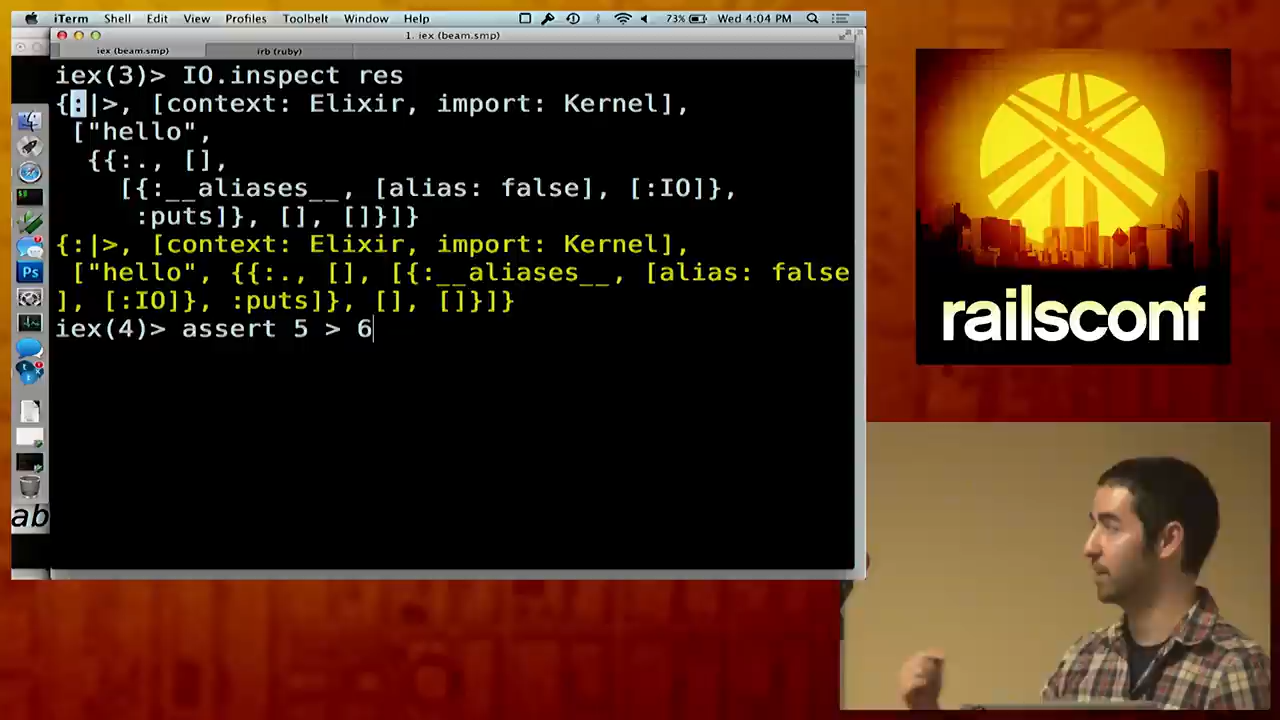 iTerm Shell Edit View Profiles Toolbelt Window Help 73% Wed 4:04 PM
1. iex (beam.smp)
iex (beam.smp) irb (ruby)
iex(3)> IO.inspect res
{:|>, [context: Elixir, import: Kernel],
["hello",
{{:., [],
[{:__aliases__, [alias: false], [:IO]},
:puts]}, [], []}]}
{:|>, [context: Elixir, import: Kernel],
["hello", {{:., [], [{:__aliases__, [alias: false
], [:IO]}, :puts]}, [], []}]}
iex(4)> assert 5 > 6
Ps
ab
railsconf